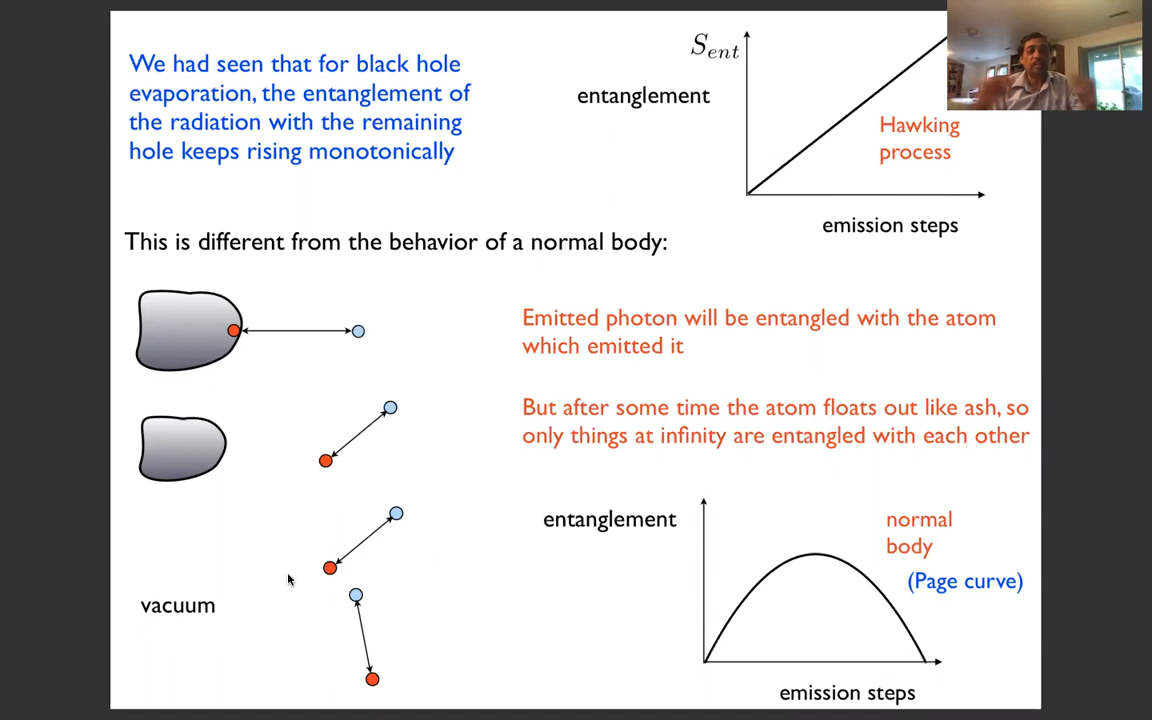 We had seen that for black hole
evaporation, the entanglement of
the radiation with the remaining
hole keeps rising monotonically
S_ent
entanglement
Hawking
process
emission steps
This is different from the behavior of a normal body:
Emitted photon will be entangled with the atom
which emitted it
But after some time the atom floats out like ash, so
only things at infinity are entangled with each other
entanglement
normal
body
(Page curve)
vacuum
emission steps